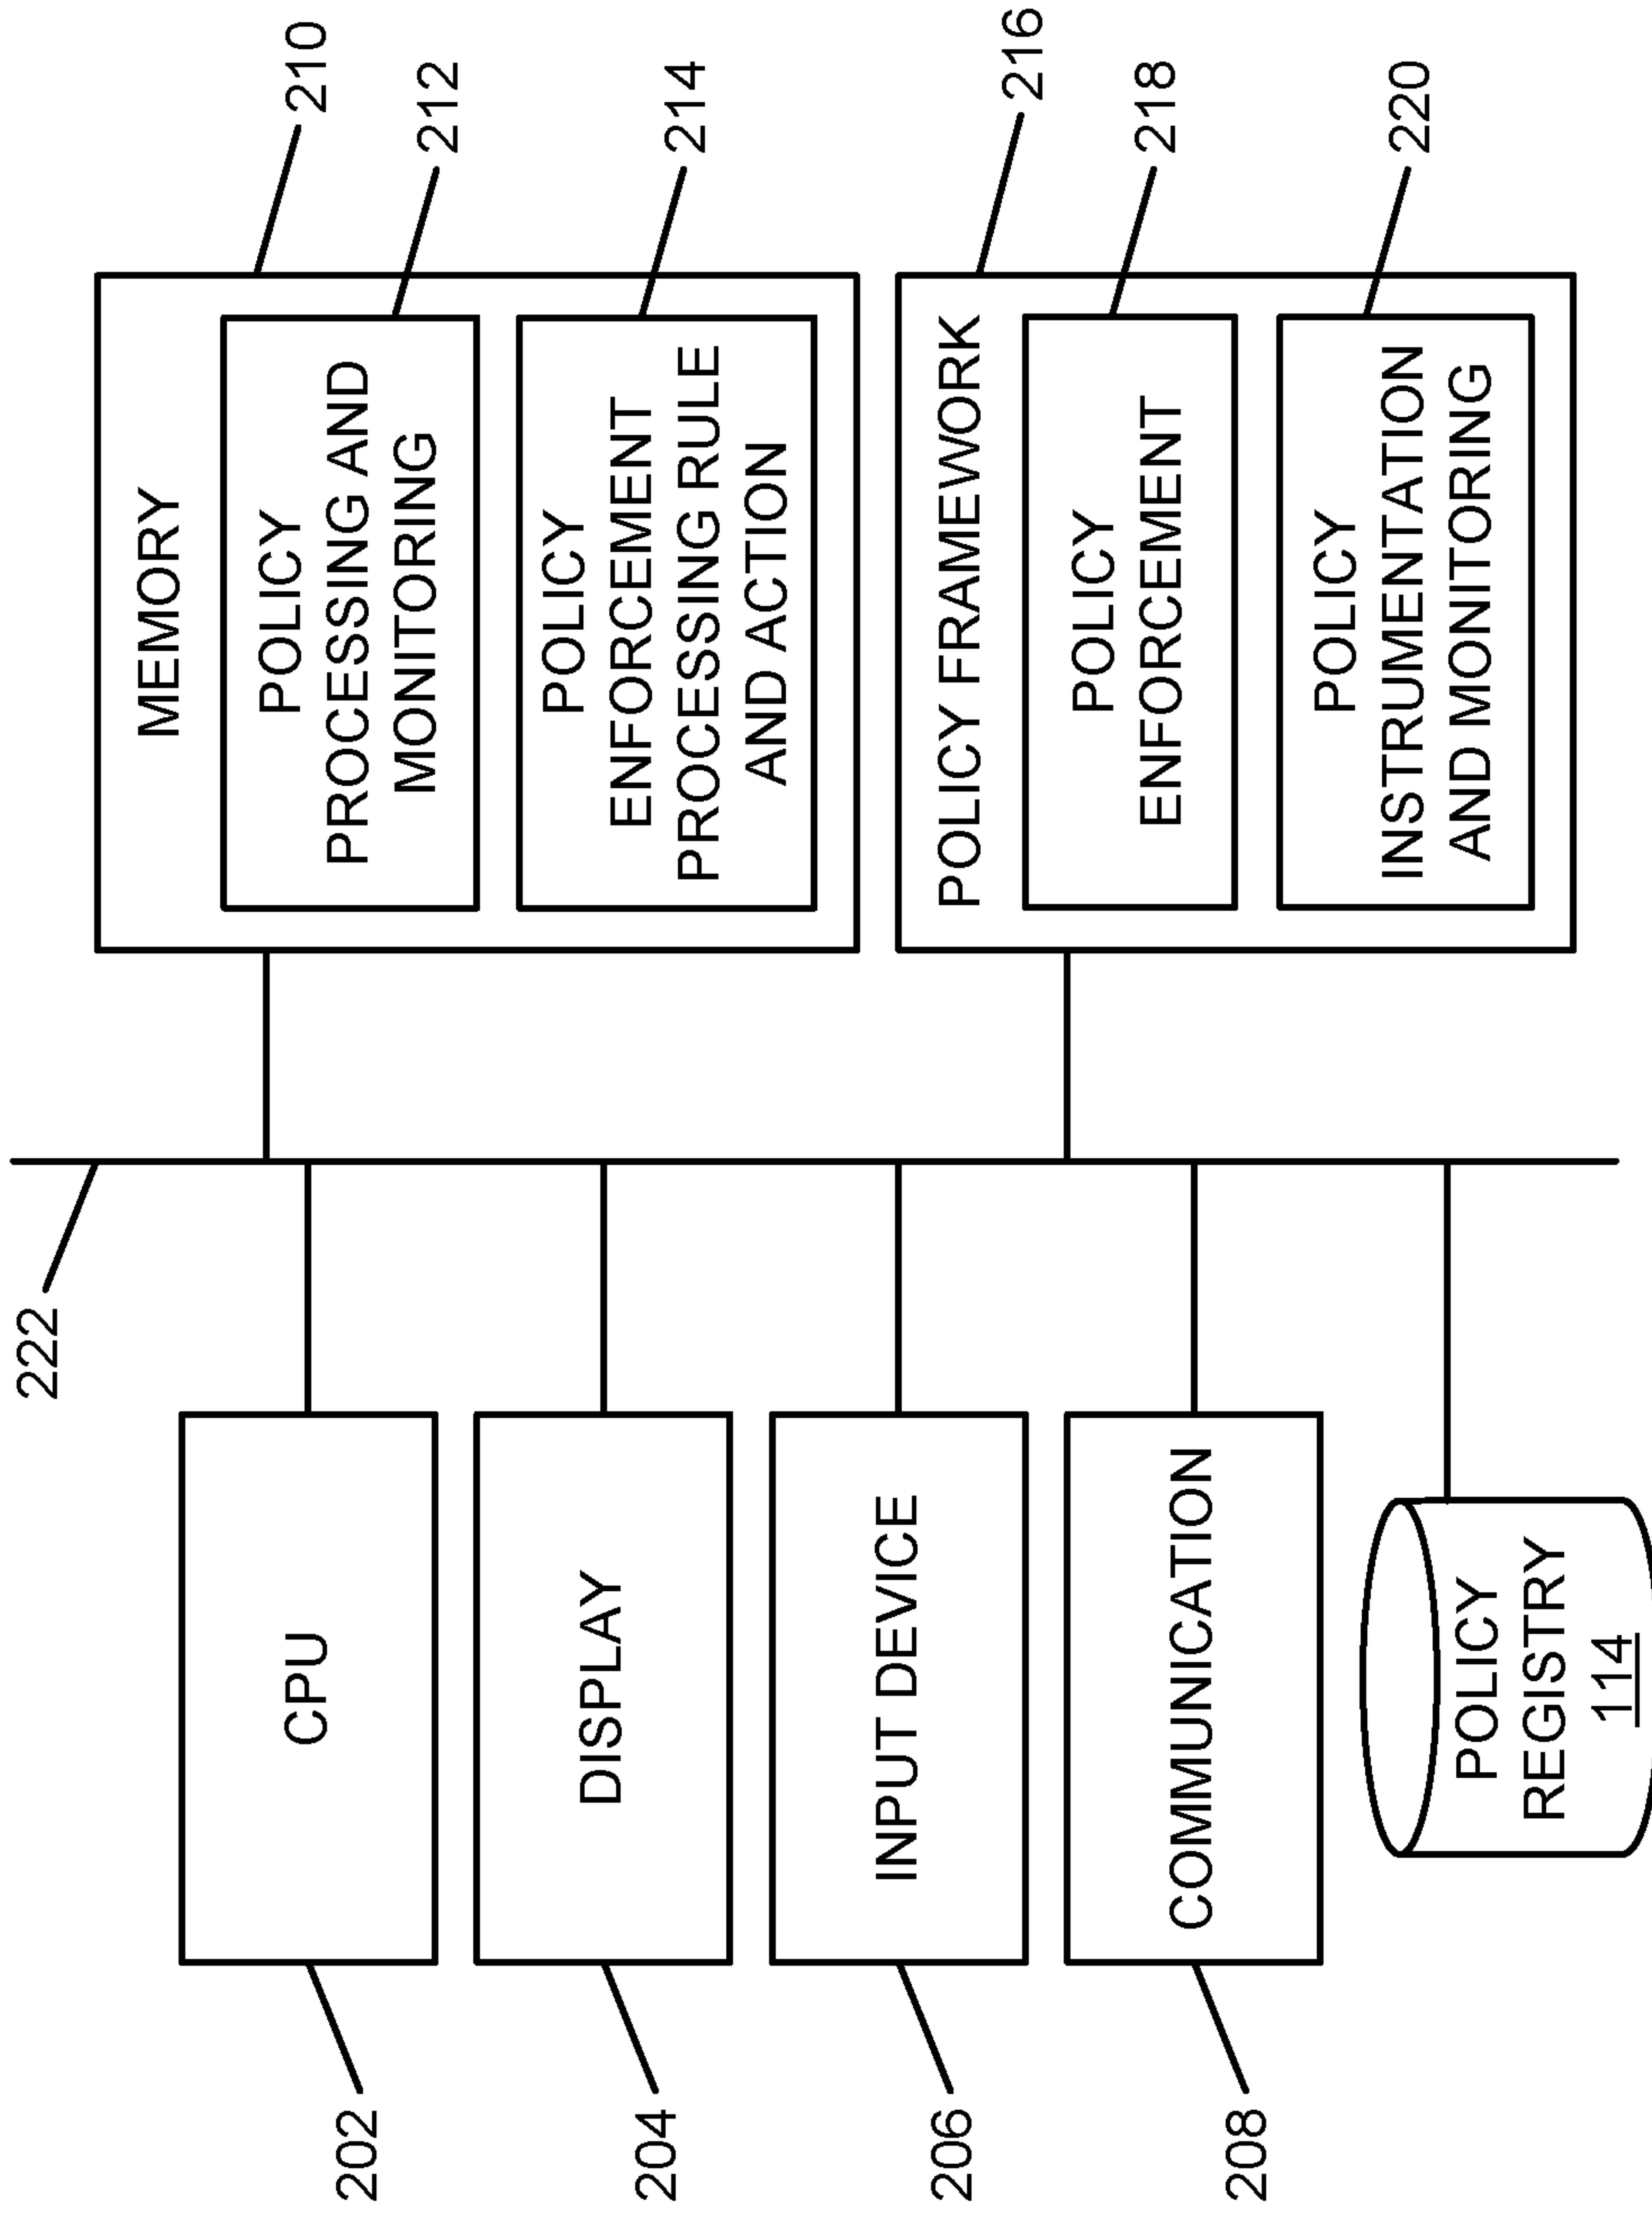 222
202
CPU
204
DISPLAY
206
INPUT DEVICE
208
COMMUNICATION
POLICY
REGISTRY
114
MEMORY
210
POLICY
PROCESSING AND
MONITORING
212
POLICY
ENFORCEMENT
PROCESSING RULE
AND ACTION
214
POLICY FRAMEWORK
216
POLICY
ENFORCEMENT
218
POLICY
INSTRUMENTATION
AND MONITORING
220